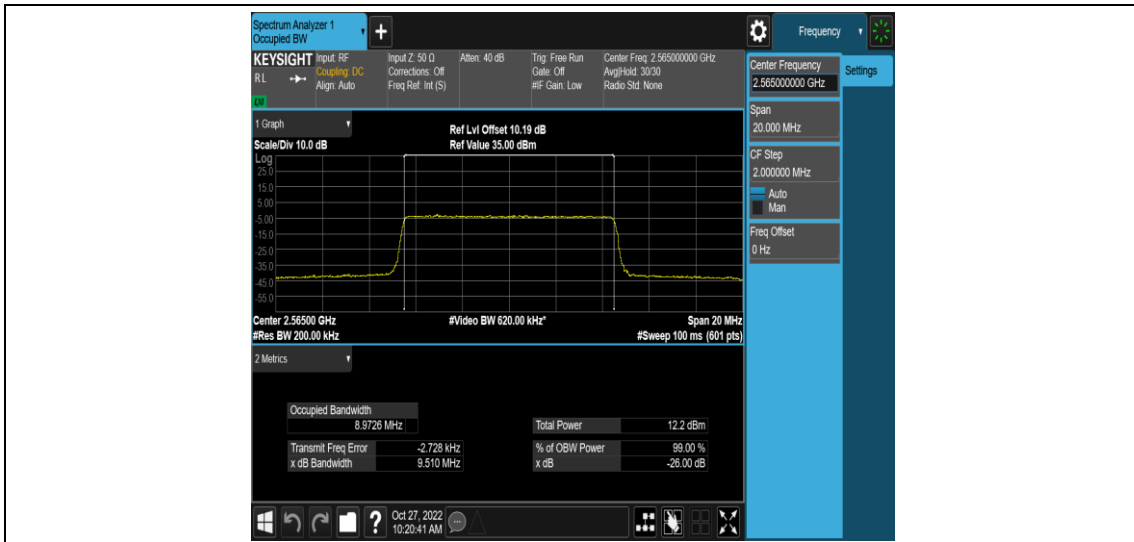 Spectrum Analyzer 1
Occupied BW
+
Frequency
KEYSIGHT
RL
LXI
Input: RF
Coupling: DC
Align: Auto
Input Z: 50 Ω
Corrections: Off
Freq Ref: Int (S)
Atten: 40 dB
Trig: Free Run
Gate: Off
#IF Gain: Low
Center Freq: 2.565000000 GHz
Avg|Hold: 30/30
Radio Std: None
Center Frequency
2.565000000 GHz
Settings
Span
20.000 MHz
CF Step
2.000000 MHz
Auto
Man
Freq Offset
0 Hz
1 Graph
Scale/Div 10.0 dB
Ref Lvl Offset 10.19 dB
Ref Value 35.00 dBm
Log
25.0
15.0
5.00
-5.00
-15.0
-25.0
-35.0
-45.0
-55.0
Center 2.56500 GHz
#Video BW 620.00 kHz*
Span 20 MHz
#Res BW 200.00 kHz
#Sweep 100 ms (601 pts)
2 Metrics
Occupied Bandwidth
8.9726 MHz
Total Power 12.2 dBm
Transmit Freq Error -2.728 kHz
% of OBW Power 99.00 %
x dB Bandwidth 9.510 MHz
x dB -26.00 dB
?
Oct 27, 2022
10:20:41 AM